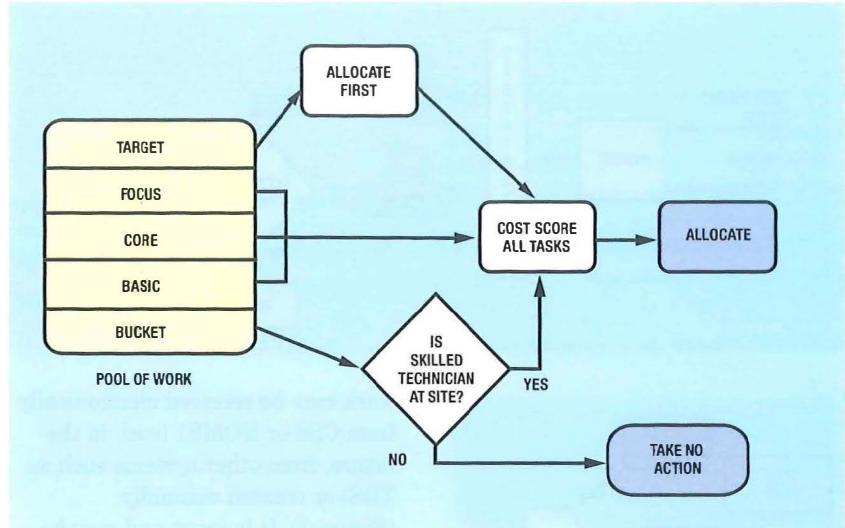 ALLOCATE
FIRST
TARGET
FOCUS
CORE
BASIC
BUCKET
POOL OF WORK
COST SCORE
ALL TASKS
ALLOCATE
IS
SKILLED
TECHNICIAN
AT SITE?
YES
NO
TAKE NO
ACTION